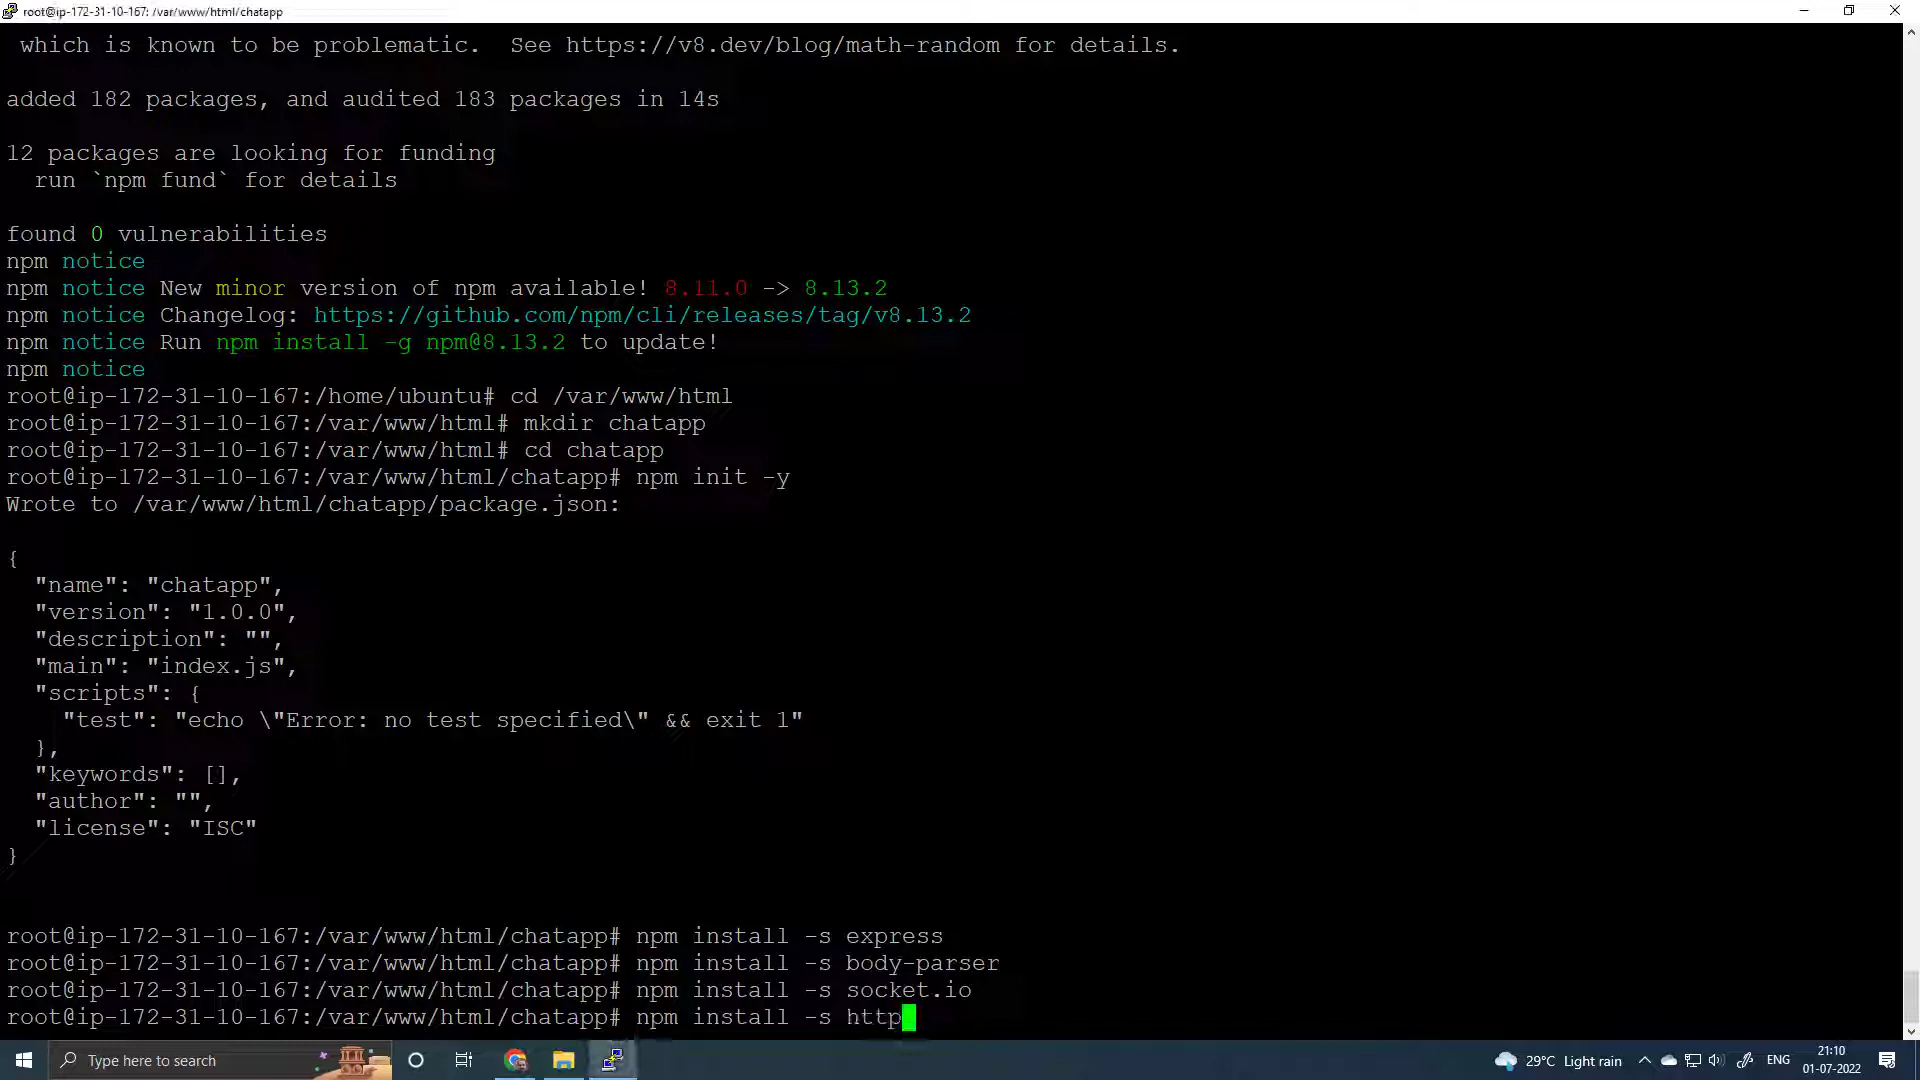 root@ip-172-31-10-167: /var/www/html/chatapp
which is known to be problematic.  See https://v8.dev/blog/math-random for details.
added 182 packages, and audited 183 packages in 14s
12 packages are looking for funding
  run `npm fund` for details
found 0 vulnerabilities
npm notice
npm notice New minor version of npm available! 8.11.0 -> 8.13.2
npm notice Changelog: https://github.com/npm/cli/releases/tag/v8.13.2
npm notice Run npm install -g npm@8.13.2 to update!
npm notice
root@ip-172-31-10-167:/home/ubuntu# cd /var/www/html
root@ip-172-31-10-167:/var/www/html# mkdir chatapp
root@ip-172-31-10-167:/var/www/html# cd chatapp
root@ip-172-31-10-167:/var/www/html/chatapp# npm init -y
Wrote to /var/www/html/chatapp/package.json:
{
  "name": "chatapp",
  "version": "1.0.0",
  "description": "",
  "main": "index.js",
  "scripts": {
    "test": "echo \"Error: no test specified\" && exit 1"
  },
  "keywords": [],
  "author": "",
  "license": "ISC"
}
root@ip-172-31-10-167:/var/www/html/chatapp# npm install -s express
root@ip-172-31-10-167:/var/www/html/chatapp# npm install -s body-parser
root@ip-172-31-10-167:/var/www/html/chatapp# npm install -s socket.io
root@ip-172-31-10-167:/var/www/html/chatapp# npm install -s http
Type here to search
29°C Light rain
ENG
21:10
01-07-2022